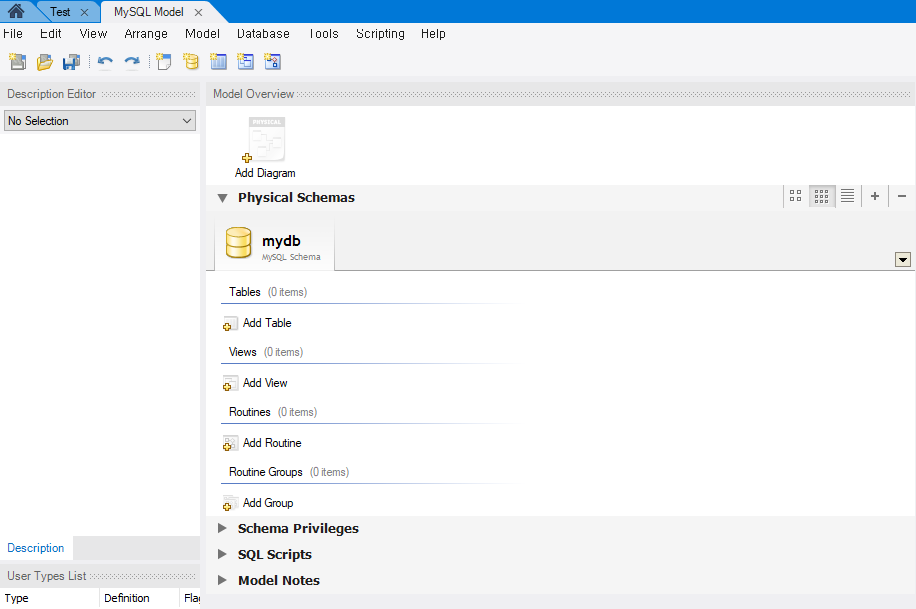 Test MySQL Model
File Edit View Arrange Model Database Tools Scripting Help
Description Editor
No Selection
Model Overview
PHYSICAL
Add Diagram
Physical Schemas
mydb
MySQL Schema
Tables (0 items)
Add Table
Views (0 items)
Add View
Routines (0 items)
Add Routine
Routine Groups (0 items)
Add Group
Schema Privileges
SQL Scripts
Model Notes
Description
User Types List
Type Definition